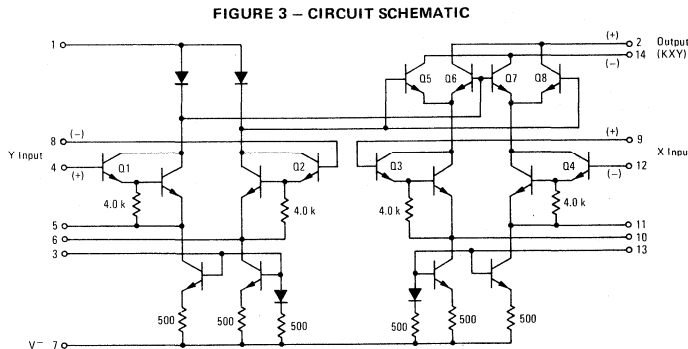 FIGURE 3 – CIRCUIT SCHEMATIC
1
(+)
2 Output
14 (KXY)
(–)
Q5 Q6 Q7 Q8
8 (–)
(+) 9
Y Input
4
(+)
Q1
Q2
Q3
Q4
12
(–)
X Inpu
4.0 k
4.0 k
4.0 k
4.0 k
5
11
6
10
3
13
500
500
500
500
500
500
V– 7